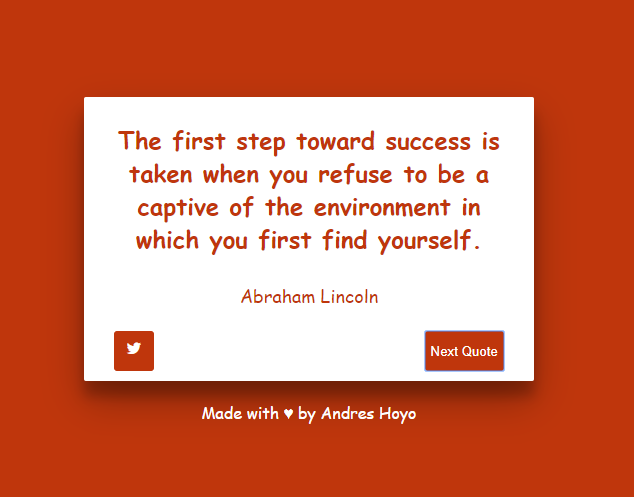 The first step toward success is
taken when you refuse to be a
captive of the environment in
which you first find yourself.
Abraham Lincoln
Next Quote
Made with ♥ by Andres Hoyo